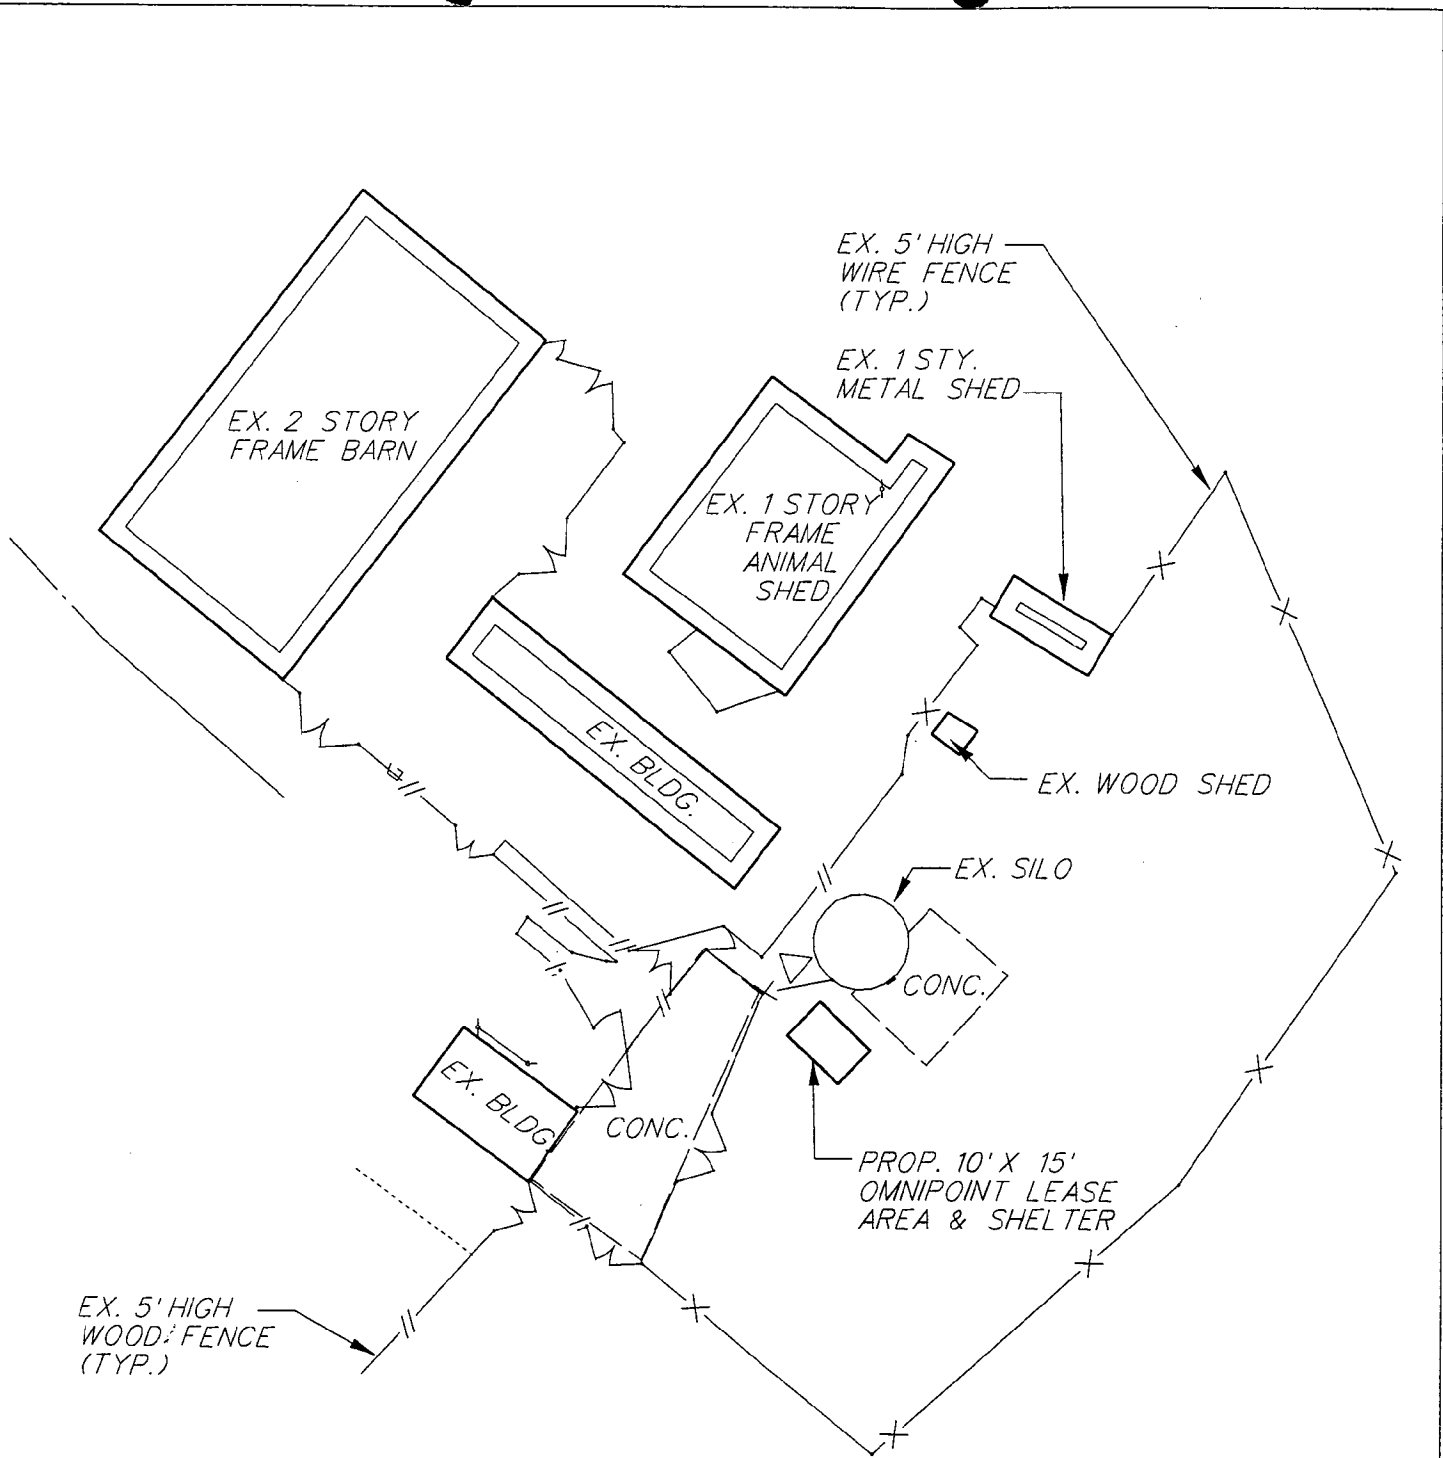 EX. 5' HIGH
WIRE FENCE
(TYP.)
EX. 1 STY.
METAL SHED
EX. 2 STORY
FRAME BARN
EX. 1 STORY
FRAME
ANIMAL
SHED
EX. BLDG.
EX. WOOD SHED
EX. SILO
CONC.
EX. BLDG
CONC.
PROP. 10' X 15'
OMNIPOINT LEASE
AREA & SHELTER
EX. 5' HIGH
WOOD FENCE
(TYP.)